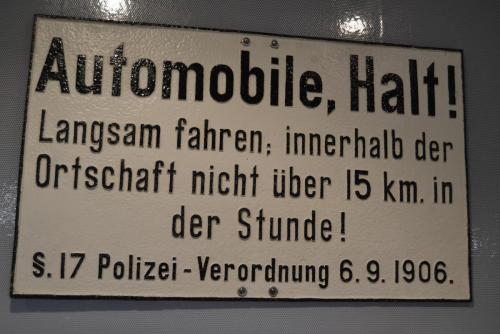 Automobile, Halt!
Langsam fahren; innerhalb der
Ortschaft nicht über 15 km. in
der Stunde!
§. 17 Polizei-Verordnung 6.9.1906.